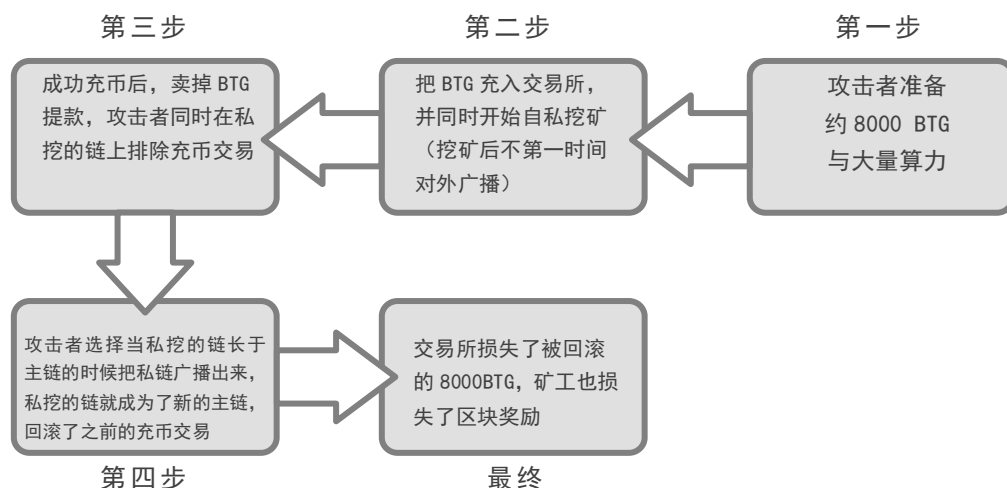 第三步
成功充币后，卖掉 BTG
提款，攻击者同时在私
挖的链上排除充币交易
第二步
把 BTG 充入交易所，
并同时开始自私挖矿
（挖矿后不第一时间
对外广播）
第一步
攻击者准备
约 8000 BTG
与大量算力
攻击者选择当私挖的链长于
主链的时候把私链广播出来，
私挖的链就成为了新的主链，
回滚了之前的充币交易
第四步
交易所损失了被回滚
的 8000BTG，矿工也损
失了区块奖励
最终